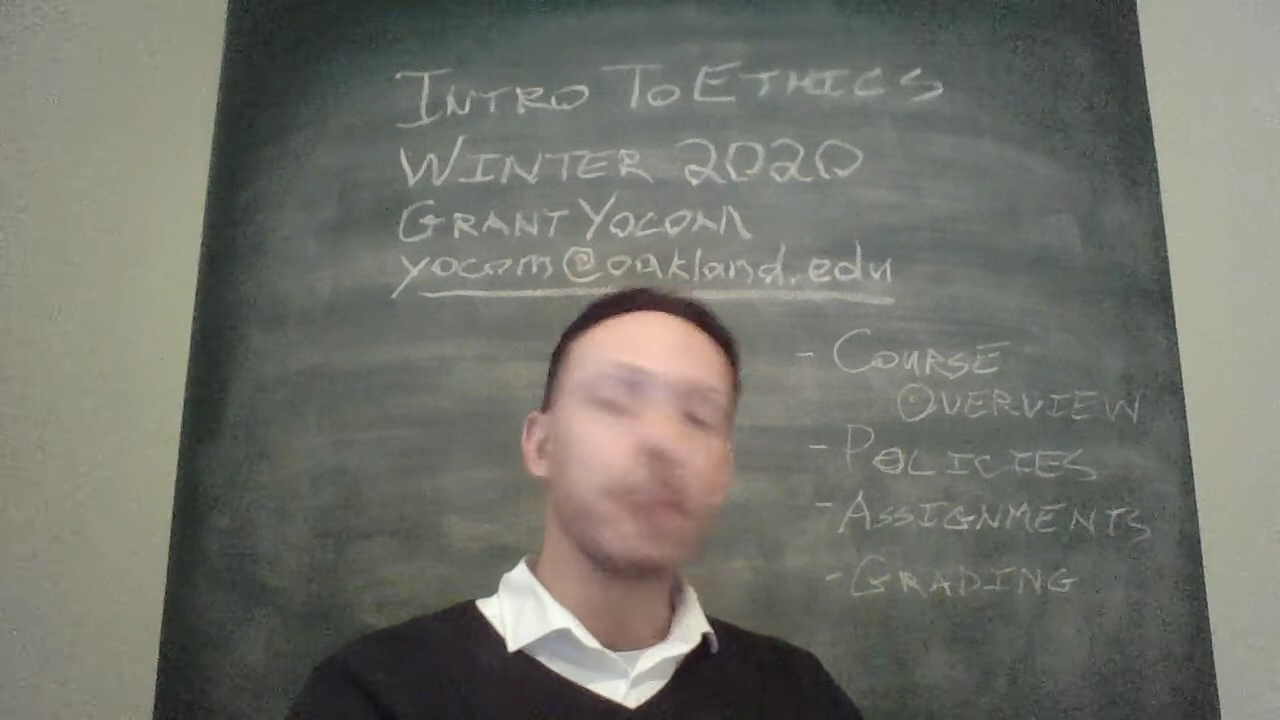 INTRO TO ETHICS
WINTER 2020
GRANT YOCOM
yocom@oakland.edu
- COURSE
OVERVIEW
- POLICIES
- ASSIGNMENTS
- GRADING